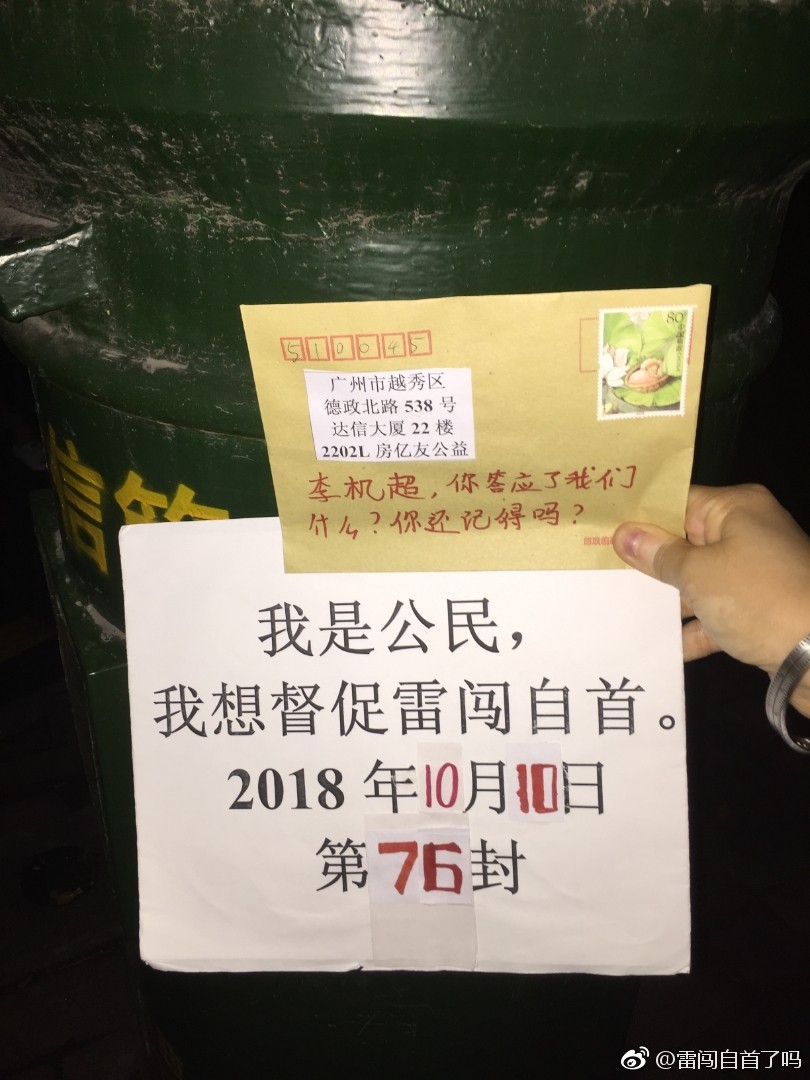 510045
80
广州市越秀区
德政北路 538 号
达信大厦 22 楼
2202L 房亿友公益
李机超，你答应了我们
什么？你还记得吗？
信筒
我是公民，
我想督促雷闯自首。
2018 年10月10日
第76封
@雷闯自首了吗